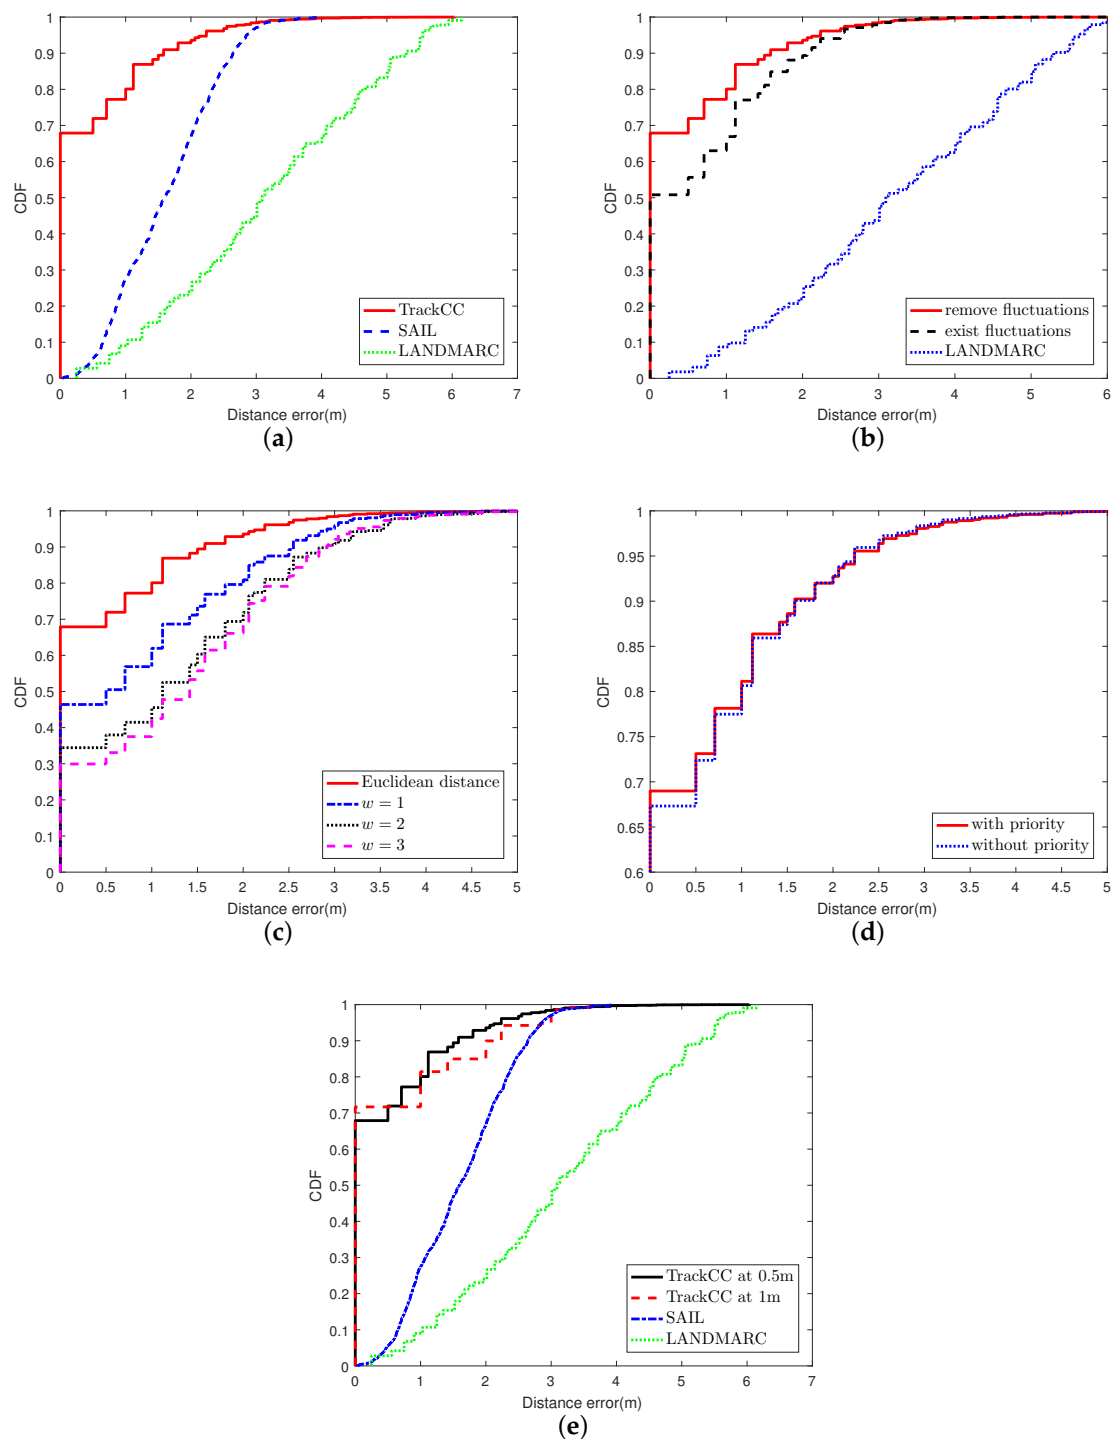 1
0.9
0.8
0.7
0.6
0.5
0.4
0.3
0.2
0.1
0
CDF
TrackCC
SAIL
LANDMARC
0 1 2 3 4 5 6 7
Distance error(m)
(a)
1
0.9
0.8
0.7
0.6
0.5
0.4
0.3
0.2
0.1
0
CDF
remove fluctuations
exist fluctuations
LANDMARC
0 1 2 3 4 5 6
Distance error(m)
(b)
1
0.9
0.8
0.7
0.6
0.5
0.4
0.3
0.2
0.1
0
CDF
Euclidean distance
w = 1
w = 2
w = 3
0 0.5 1 1.5 2 2.5 3 3.5 4 4.5 5
Distance error(m)
(c)
1
0.95
0.9
0.85
0.8
0.75
0.7
0.65
0.6
CDF
with priority
without priority
0 0.5 1 1.5 2 2.5 3 3.5 4 4.5 5
Distance error(m)
(d)
1
0.9
0.8
0.7
0.6
0.5
0.4
0.3
0.2
0.1
0
CDF
TrackCC at 0.5m
TrackCC at 1m
SAIL
LANDMARC
0 1 2 3 4 5 6 7
Distance error(m)
(e)